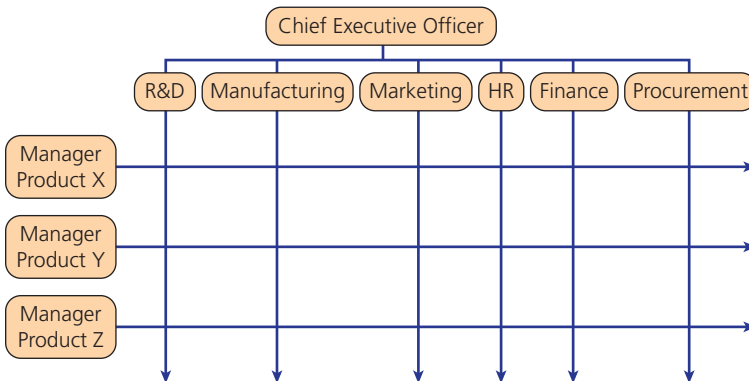 Chief Executive Officer
R&D
Manufacturing
Marketing
HR
Finance
Procurement
Manager
Product X
Manager
Product Y
Manager
Product Z